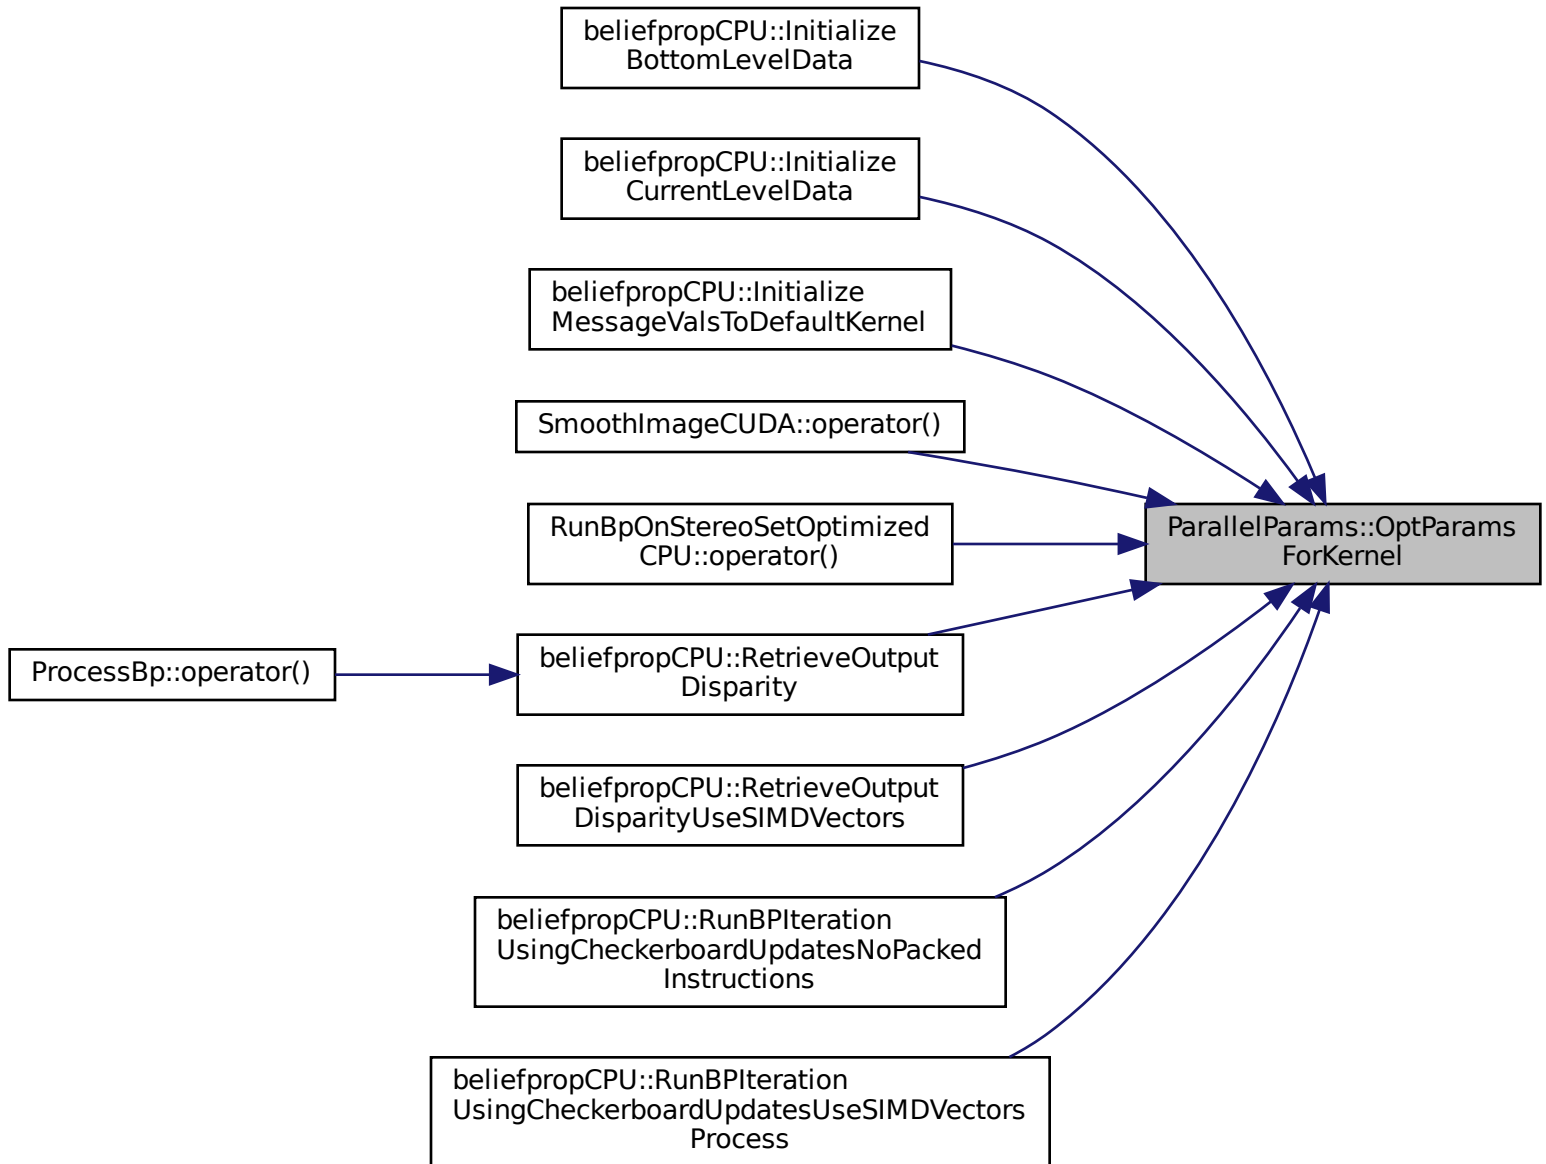 beliefpropCPU::Initialize
BottomLevelData
beliefpropCPU::Initialize
CurrentLevelData
beliefpropCPU::Initialize
MessageValsToDefaultKernel
SmoothImageCUDA::operator()
RunBpOnStereoSetOptimized
CPU::operator()
ParallelParams::OptParams
ForKernel
ProcessBp::operator()
beliefpropCPU::RetrieveOutput
Disparity
beliefpropCPU::RetrieveOutput
DisparityUseSIMDVectors
beliefpropCPU::RunBPIteration
UsingCheckerboardUpdatesNoPacked
Instructions
beliefpropCPU::RunBPIteration
UsingCheckerboardUpdatesUseSIMDVectors
Process